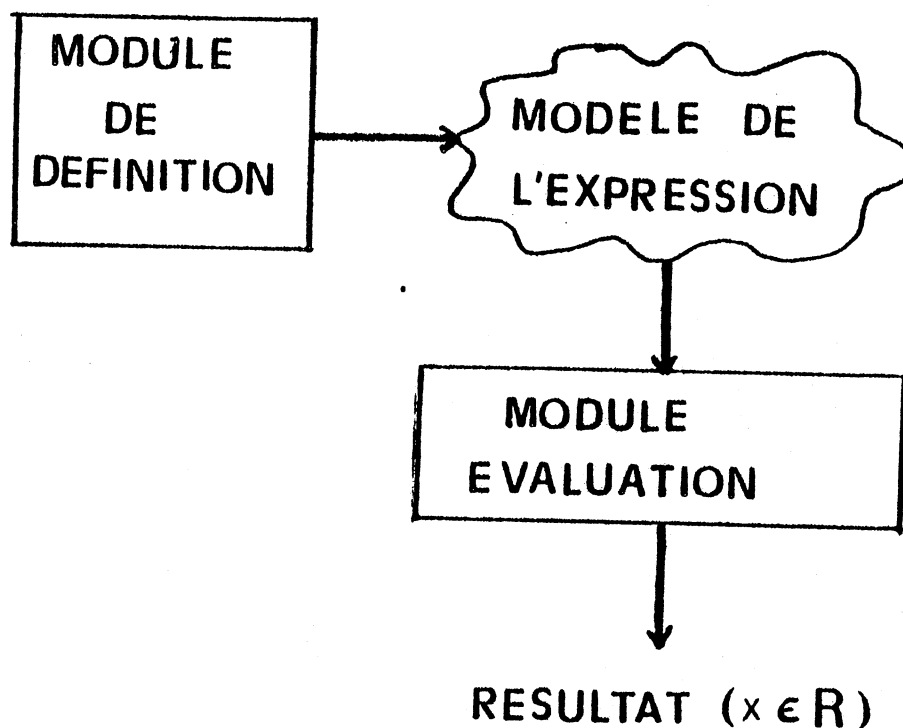 MODULE
DE
DEFINITION
MODELE DE
L'EXPRESSION
MODULE
EVALUATION
RESULTAT (x ϵ R)